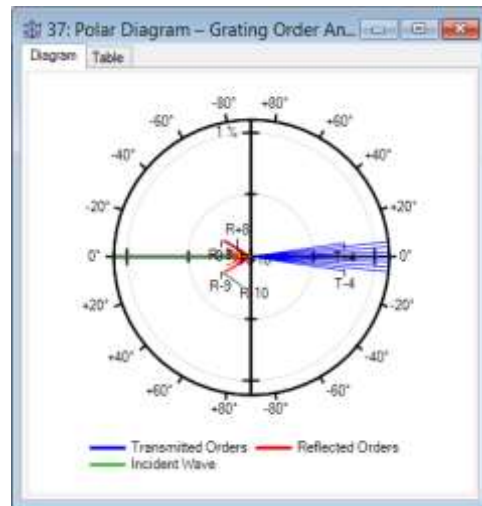 37: Polar Diagram – Grating Order An...
Diagram Table
-80° +80°
-60° 1 % +60°
-40° +40°
-20° +20°
R+8
0° 0°
T-4
R-9 R 10 T-4
+20° -20°
+40° -40°
+60° -60°
+80° -80°
Transmitted Orders Reflected Orders
Incident Wave